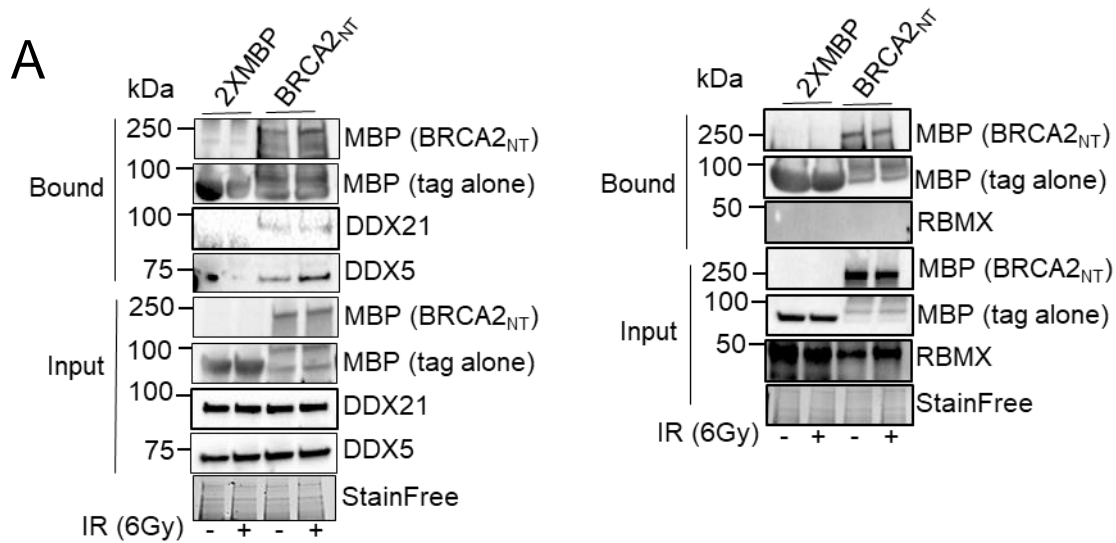 A
kDa
2XMBP
BRCA2NT
Bound
250
MBP (BRCA2NT)
100
MBP (tag alone)
100
DDX21
75
DDX5
Input
250
MBP (BRCA2NT)
100
MBP (tag alone)
100
DDX21
75
DDX5
StainFree
IR (6Gy) - + - +
kDa
2XMBP
BRCA2NT
Bound
250
MBP (BRCA2NT)
100
MBP (tag alone)
50
RBMX
Input
250
MBP (BRCA2NT)
100
MBP (tag alone)
50
RBMX
StainFree
IR (6Gy) - + - +